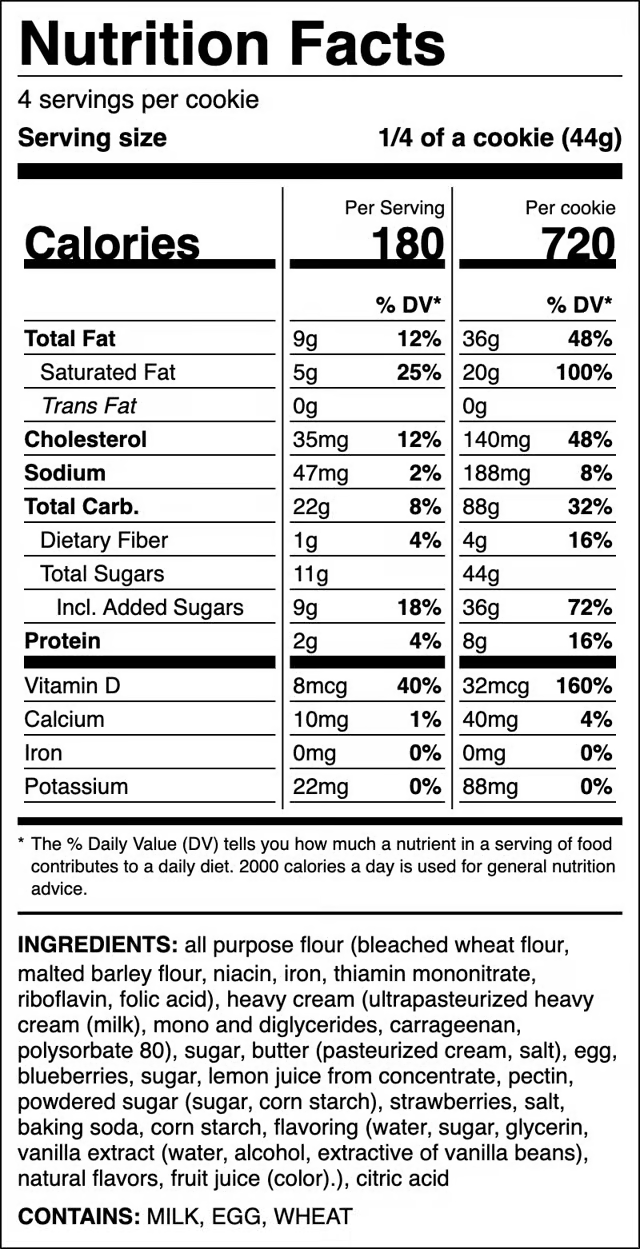 Nutrition Facts
4 servings per cookie
Serving size 1/4 of a cookie (44g)
Per Serving Per cookie
Calories 180 720
% DV* % DV*
Total Fat 9g 12% 36g 48%
Saturated Fat 5g 25% 20g 100%
Trans Fat 0g 0g
Cholesterol 35mg 12% 140mg 48%
Sodium 47mg 2% 188mg 8%
Total Carb. 22g 8% 88g 32%
Dietary Fiber 1g 4% 4g 16%
Total Sugars 11g 44g
Incl. Added Sugars 9g 18% 36g 72%
Protein 2g 4% 8g 16%
Vitamin D 8mcg 40% 32mcg 160%
Calcium 10mg 1% 40mg 4%
Iron 0mg 0% 0mg 0%
Potassium 22mg 0% 88mg 0%
* The % Daily Value (DV) tells you how much a nutrient in a serving of food
contributes to a daily diet. 2000 calories a day is used for general nutrition
advice.
INGREDIENTS: all purpose flour (bleached wheat flour,
malted barley flour, niacin, iron, thiamin mononitrate,
riboflavin, folic acid), heavy cream (ultrapasteurized heavy
cream (milk), mono and diglycerides, carrageenan,
polysorbate 80), sugar, butter (pasteurized cream, salt), egg,
blueberries, sugar, lemon juice from concentrate, pectin,
powdered sugar (sugar, corn starch), strawberries, salt,
baking soda, corn starch, flavoring (water, sugar, glycerin,
vanilla extract (water, alcohol, extractive of vanilla beans),
natural flavors, fruit juice (color).), citric acid
CONTAINS: MILK, EGG, WHEAT